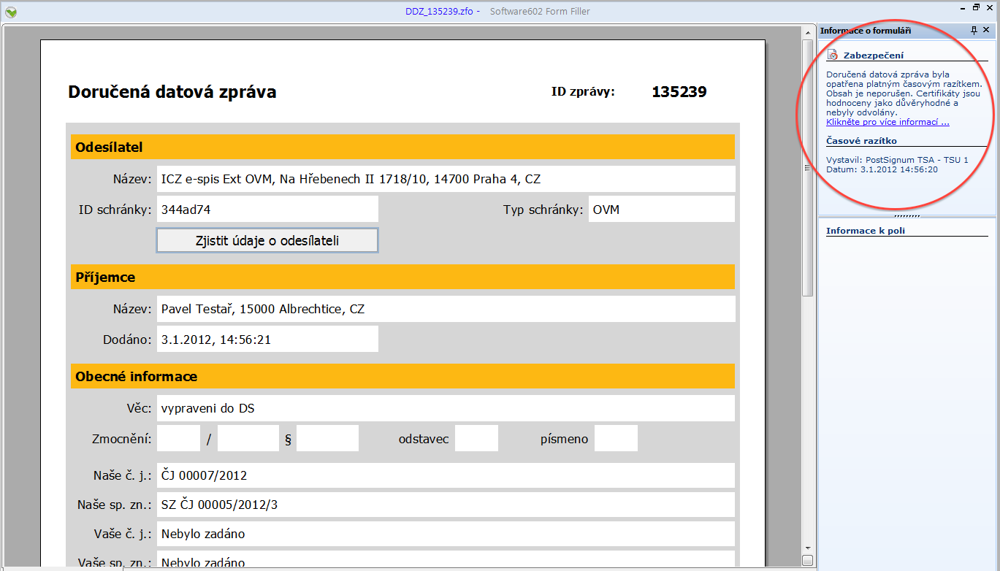 DDZ_135239.zfo - Software602 Form Filler
Doručená datová zpráva
ID zprávy: 135239
Odesílatel
Název: ICZ e-spis Ext OVM, Na Hřebenech II 1718/10, 14700 Praha 4, CZ
ID schránky: 344ad74 Typ schránky: OVM
Zjistit údaje o odesílateli
Příjemce
Název: Pavel Testař, 15000 Albrechtice, CZ
Dodáno: 3.1.2012, 14:56:21
Obecné informace
Věc: vypraveni do DS
Zmocnění: / § odstavec písmeno
Naše č. j.: ČJ 00007/2012
Naše sp. zn.: SZ ČJ 00005/2012/3
Vaše č. j.: Nebylo zadáno
Vaše sp. zn.: Nebylo zadáno
Informace o formuláři
Zabezpečení
Doručená datová zpráva byla
opatřena platným časovým razítkem.
Obsah je neporušen. Certifikáty jsou
hodnoceny jako důvěryhodné a
nebyly odvolány.
Klikněte pro více informací ...
Časové razítko
Vystavil: PostSignum TSA - TSU 1
Datum: 3.1.2012 14:56:20
Informace k poli